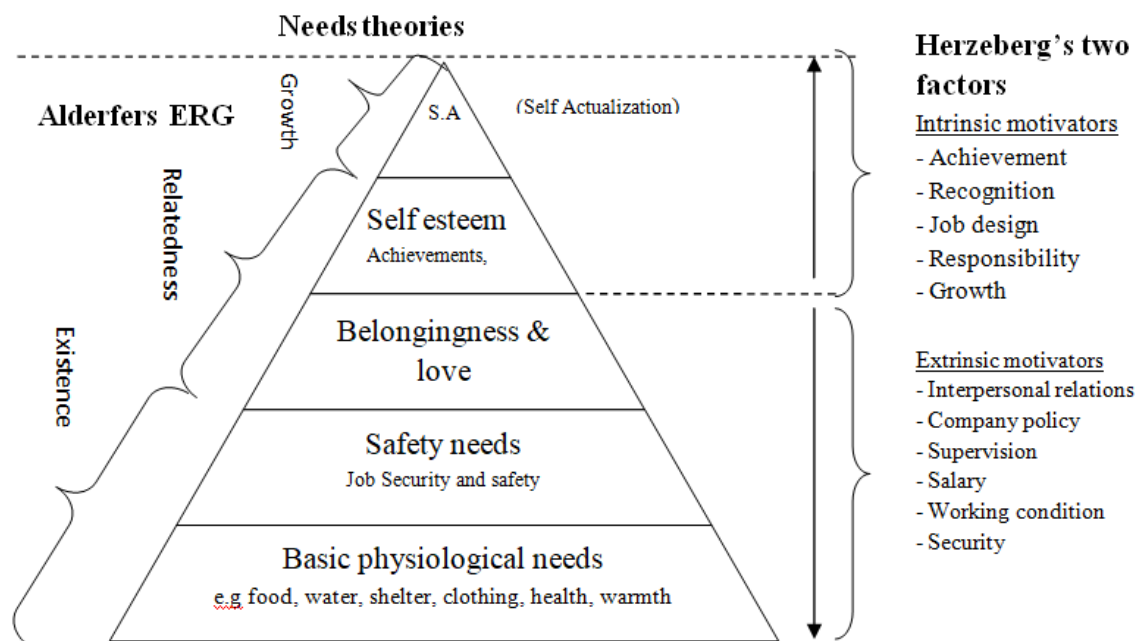 Needs theories
Alderfers ERG
Growth
Relatedness
Existence
S.A
(Self Actualization)
Self esteem
Achievements,
Belongingness &
love
Safety needs
Job Security and safety
Basic physiological needs
e.g food, water, shelter, clothing, health, warmth
Herzeberg's two
factors
Intrinsic motivators
- Achievement
- Recognition
- Job design
- Responsibility
- Growth
Extrinsic motivators
- Interpersonal relations
- Company policy
- Supervision
- Salary
- Working condition
- Security